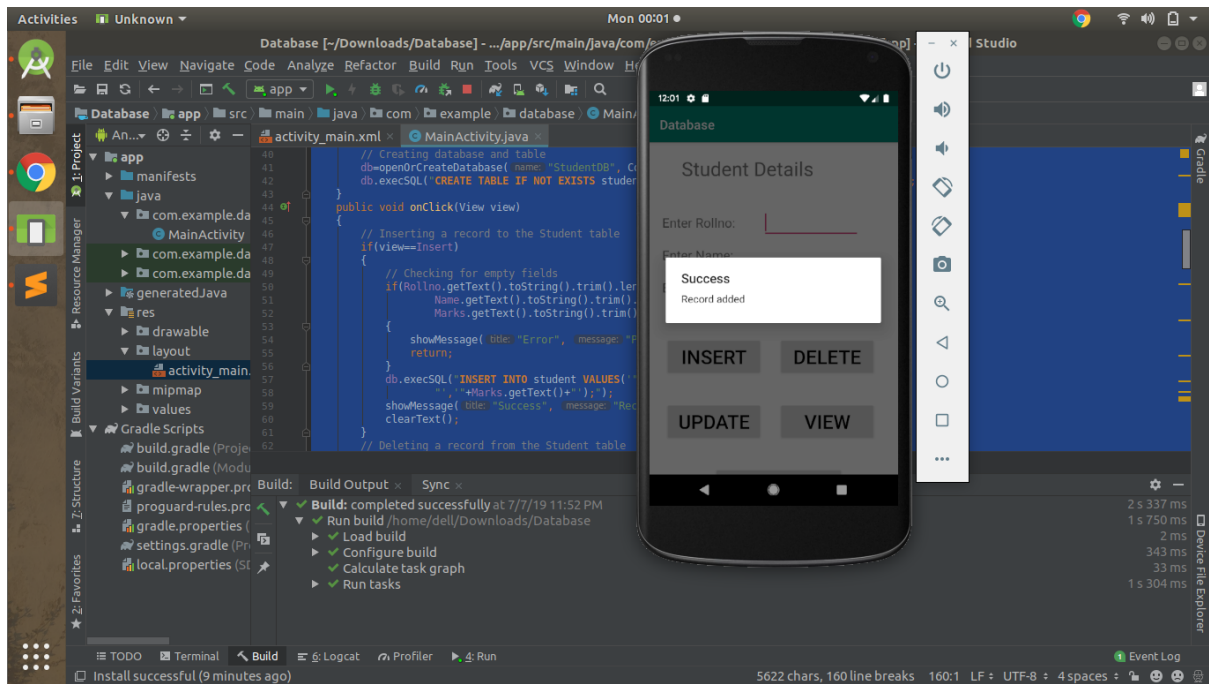 Activities Unknown Mon 00:01
Database [~/Downloads/Database] - .../app/src/main/java/com/ Studio
File Edit View Navigate Code Analyze Refactor Build Run Tools VCS Window
app
Database app src main java com example database
An... activity_main.xml MainActivity.java
1: Project
Resource Manager
Build Variants
7: Structure
2: Favorites
app
manifests
java
com.example.da
MainActivity
com.example.da
com.example.da
generatedJava
res
drawable
layout
activity_main.
mipmap
values
Gradle Scripts
build.gradle (Proje
build.gradle (Modu
gradle-wrapper.pro
proguard-rules.pro
gradle.properties (
settings.gradle (Pr
local.properties (SD
40 // Creating database and table
41 db=openOrCreateDatabase( name: "StudentDB", Co
42 db.execSQL("CREATE TABLE IF NOT EXISTS studen
43 }
44 public void onClick(View view)
45 {
46 // Inserting a record to the Student table
47 if(view==Insert)
48 {
49 // Checking for empty fields
50 if(Rollno.getText().toString().trim().len
51 Name.getText().toString().trim().
52 Marks.getText().toString().trim()
53 {
54 showMessage( title: "Error", message: "P
55 return;
56 }
57 db.execSQL("INSERT INTO student VALUES('"
58 "','"+Marks.getText()+"');");
59 showMessage( title: "Success", message: "Rec
60 clearText();
61 }
62 // Deleting a record from the Student table
12:01
Database
Student Details
Enter Rollno:
Enter Name:
Success
Record added
INSERT DELETE
UPDATE VIEW
Gradle
Device File Explorer
Build: Build Output Sync
Build: completed successfully at 7/7/19 11:52 PM 2 s 337 ms
Run build /home/dell/Downloads/Database 1 s 750 ms
Load build 2 ms
Configure build 343 ms
Calculate task graph 33 ms
Run tasks 1 s 304 ms
TODO Terminal Build 6: Logcat Profiler 4: Run 1 Event Log
Install successful (9 minutes ago) 5622 chars, 160 line breaks 160:1 LF UTF-8 4 spaces